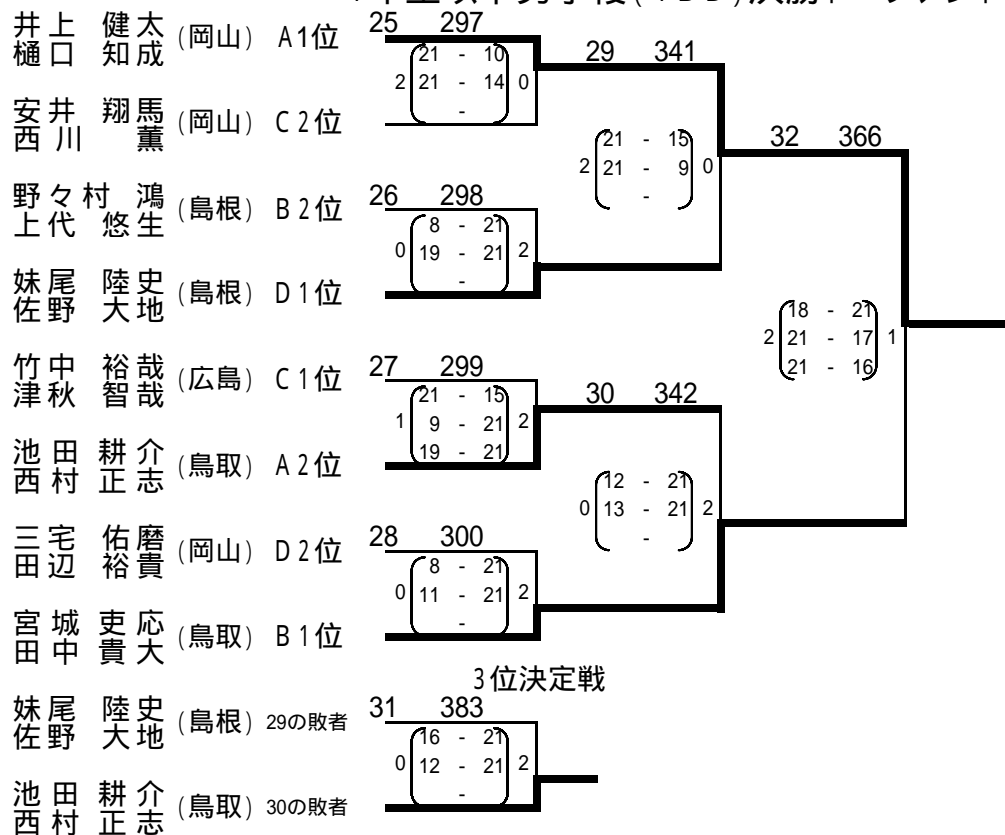 25 297
井上 健太
樋口 知成 (岡山) A1位
21 - 10
2 21 - 14 0
-
安井 翔馬
西川 薫 (岡山) C2位
29 341
21 - 15
2 21 - 9 0
-
野々村 鴻
上代 悠生 (島根) B2位
26 298
8 - 21
0 19 - 21 2
-
妹尾 陸史
佐野 大地 (島根) D1位
32 366
18 - 21
2 21 - 17 1
21 - 16
竹中 裕哉
津秋 智哉 (広島) C1位
27 299
21 - 15
1 9 - 21 2
19 - 21
池田 耕介
西村 正志 (鳥取) A2位
30 342
12 - 21
0 13 - 21 2
-
三宅 佑磨
田辺 裕貴 (岡山) D2位
28 300
8 - 21
0 11 - 21 2
-
宮城 吏応
田中 貴大 (鳥取) B1位
3位決定戦
妹尾 陸史
佐野 大地 (島根) 29の敗者
31 383
16 - 21
0 12 - 21 2
-
池田 耕介
西村 正志 (鳥取) 30の敗者